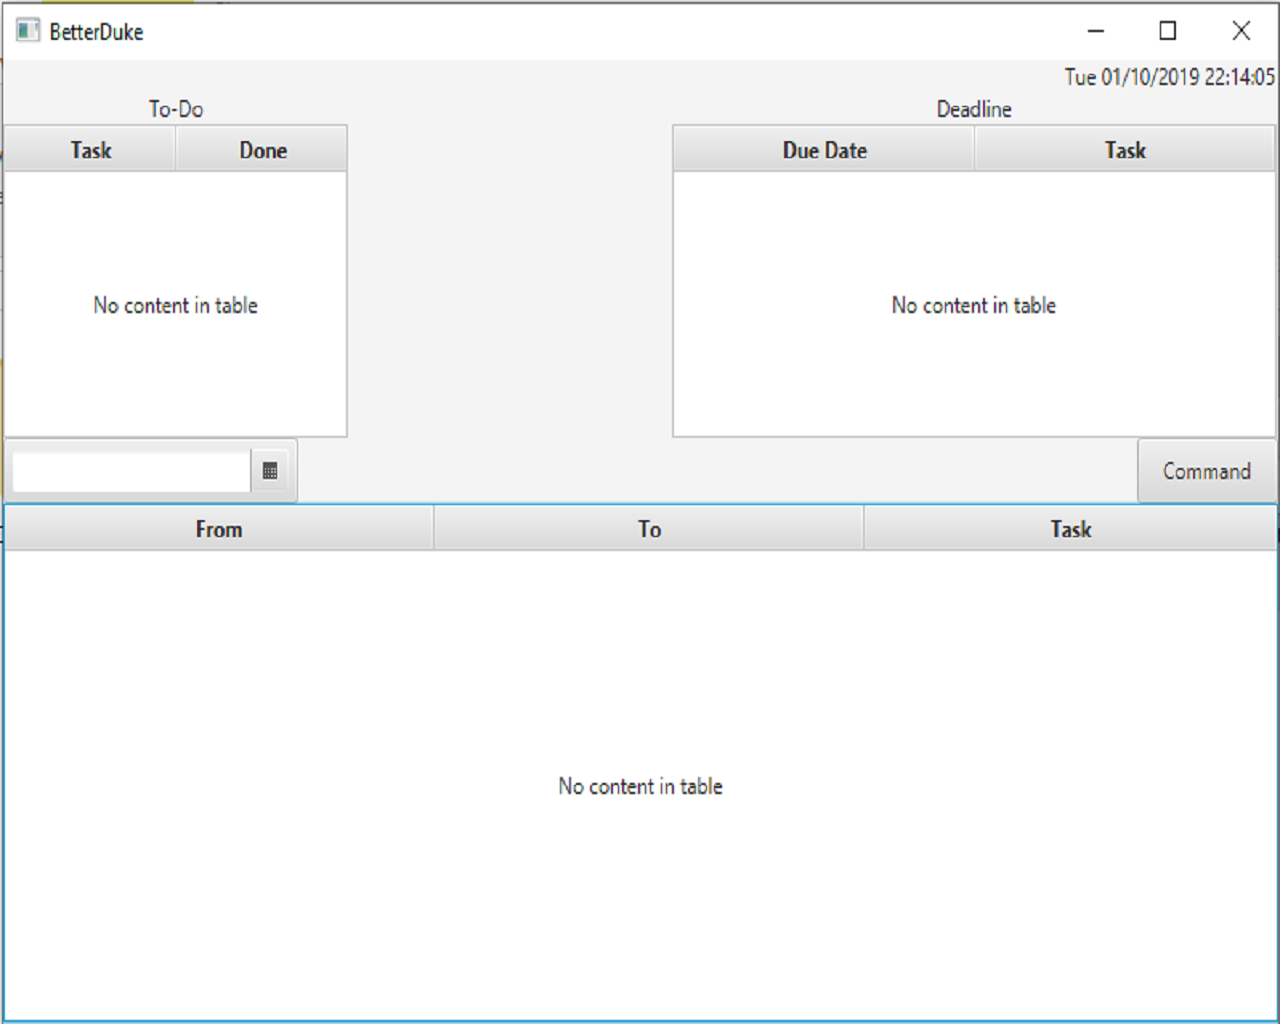 BetterDuke
Tue 01/10/2019 22:14:05
To-Do
Deadline
Task Done
Due Date Task
No content in table
No content in table
Command
From To Task
No content in table